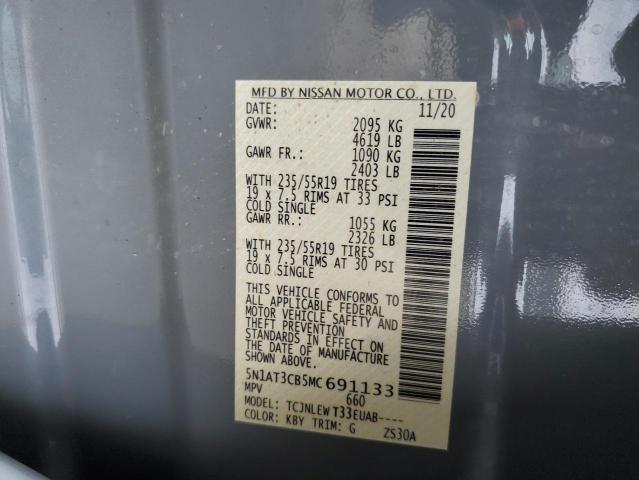 MFD BY NISSAN MOTOR CO., LTD.
DATE: 11/20
GVWR: 2095 KG
4619 LB
GAWR FR.: 1090 KG
2403 LB
WITH 235/55R19 TIRES
19 x 7.5 RIMS AT 33 PSI
COLD SINGLE
GAWR RR.: 1055 KG
2326 LB
WITH 235/55R19 TIRES
19 x 7.5 RIMS AT 30 PSI
COLD SINGLE
THIS VEHICLE CONFORMS TO
ALL APPLICABLE FEDERAL
MOTOR VEHICLE SAFETY AND
THEFT PREVENTION
STANDARDS IN EFFECT ON
THE DATE OF MANUFACTURE
SHOWN ABOVE.
5N1AT3CB5MC691133
MPV 660
MODEL: TCJNLEW T33EUAB----
COLOR: KBY TRIM: G ZS30A